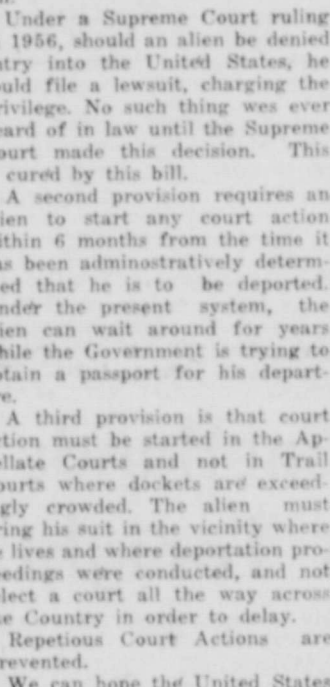 Under a Supreme Court ruling
1956, should an alien be denied
ntry into the United States, he
ould file a lewsuit, charging the
rivilege. No such thing wes ever
eard of in law until the Supreme
ourt made this decision. This
cured by this bill.
A second provision requires an
ien to start any court action
ithin 6 months from the time it
as been adminostratively determ-
ed that he is to be deported.
nder the present system, the
ien can wait around for years
hile the Government is trying to
btain a passport for his depart-
re.
A third provision is that court
ction must be started in the Ap-
ellate Courts and not in Trail
ourts where dockets are exceed-
gly crowded. The alien must
ring his suit in the vicinity where
e lives and where deportation pro-
eedings were conducted, and not
elect a court all the way across
e Country in order to delay.
Repetious Court Actions are
revented.
We can hope the United States